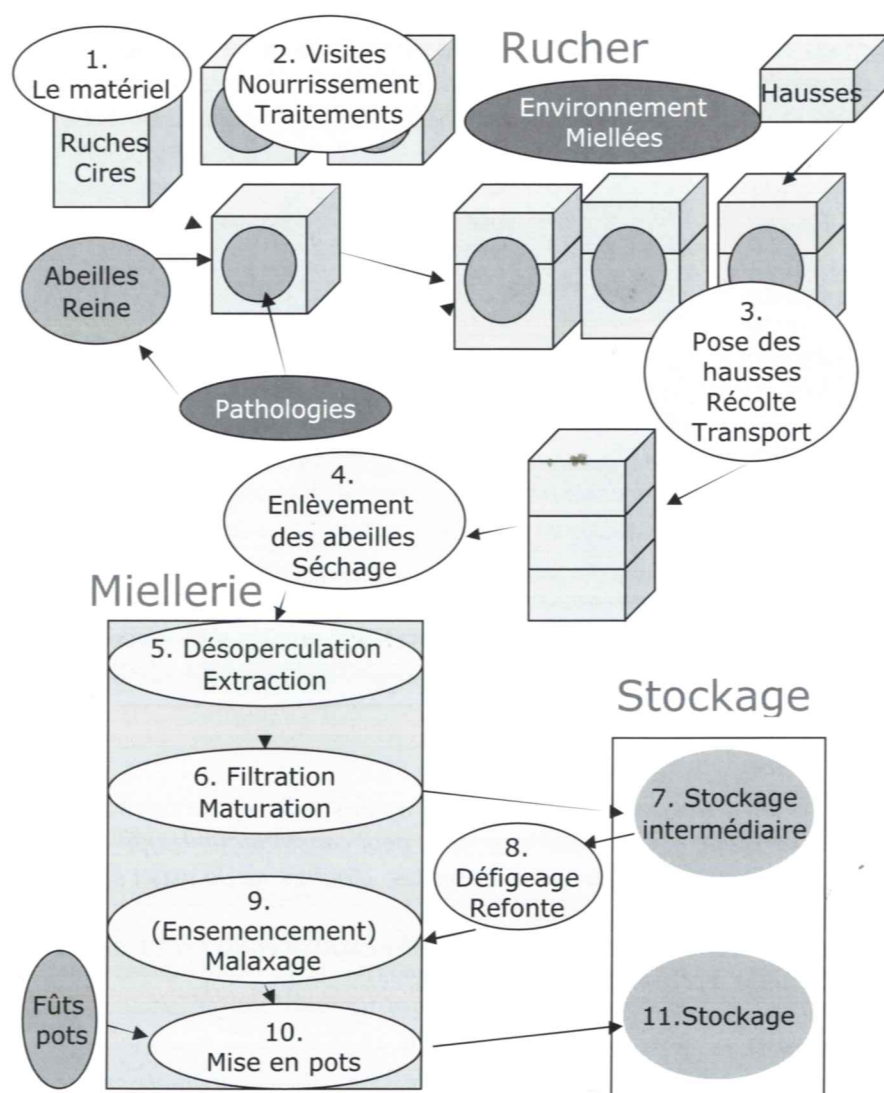 Rucher
1.
Le matériel
2. Visites
Nourrissement
Traitements
Environnement
Miellées
Hausses
Ruches
Cires
Abeilles
Reine
Pathologies
3.
Pose des
hausses
Récolte
Transport
4.
Enlèvement
des abeilles
Séchage
Miellerie
5. Désoperculation
Extraction
Stockage
6. Filtration
Maturation
7. Stockage
intermédiaire
8.
Défigeage
Refonte
9.
(Ensemencement)
Malaxage
Fûts
pots
10.
Mise en pots
11.Stockage